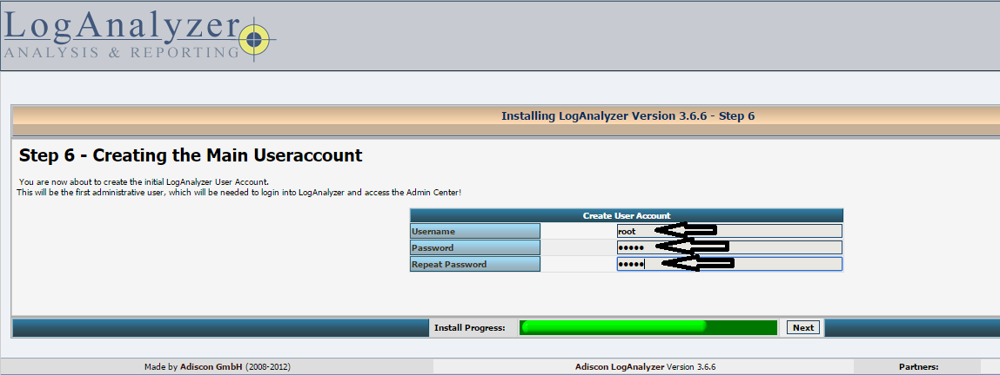 LogAnalyzer
ANALYSIS & REPORTING
Installing LogAnalyzer Version 3.6.6 - Step 6
Step 6 - Creating the Main Useraccount
You are now about to create the initial LogAnalyzer User Account.
This will be the first administrative user, which will be needed to login into LogAnalyzer and access the Admin Center!
Create User Account
Username root
Password •••••
Repeat Password •••••
Install Progress: Next
Made by Adiscon GmbH (2008-2012) Adiscon LogAnalyzer Version 3.6.6 Partners: